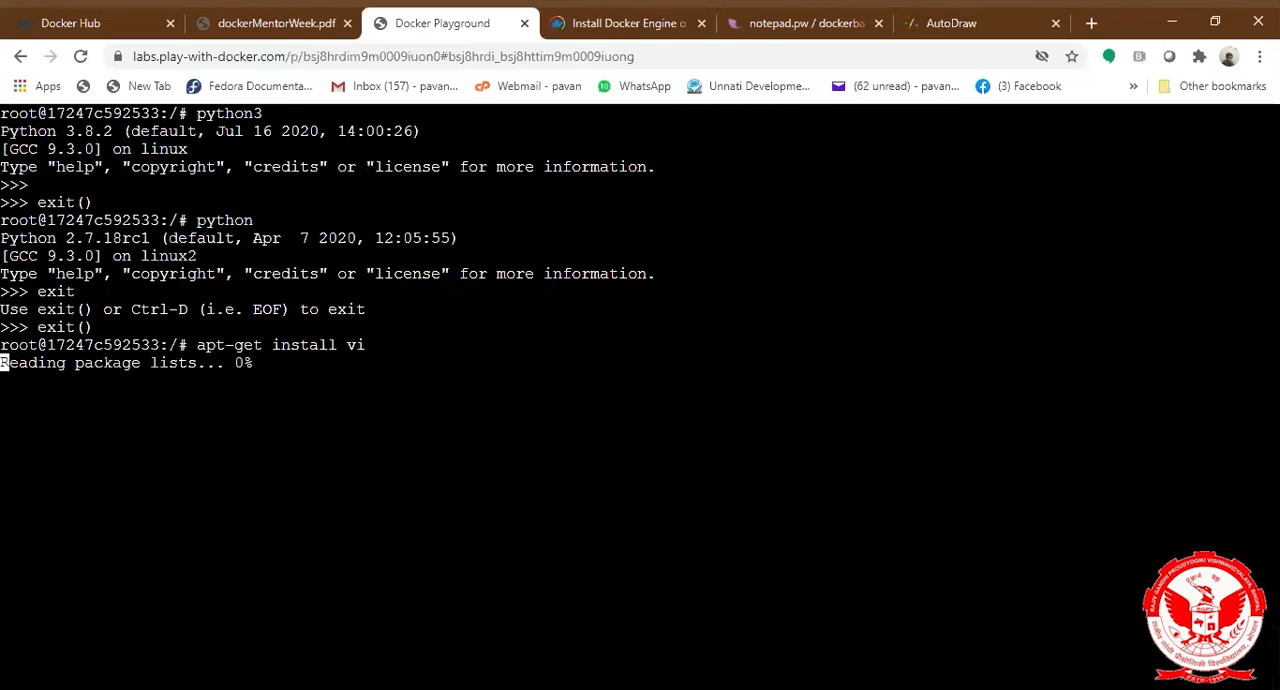 Docker Hub
dockerMentorWeek.pdf
Docker Playground
Install Docker Engine o
notepad.pw / dockerba
AutoDraw
labs.play-with-docker.com/p/bsj8hrdim9m0009iuon0#bsj8hrdi_bsj8httim9m0009iuong
Apps
New Tab
Fedora Documenta...
Inbox (157) - pavan...
Webmail - pavan
WhatsApp
Unnati Developme...
(62 unread) - pavan...
(3) Facebook
»
Other bookmarks
root@17247c592533:/# python3
Python 3.8.2 (default, Jul 16 2020, 14:00:26)
[GCC 9.3.0] on linux
Type "help", "copyright", "credits" or "license" for more information.
>>>
>>> exit()
root@17247c592533:/# python
Python 2.7.18rc1 (default, Apr  7 2020, 12:05:55)
[GCC 9.3.0] on linux2
Type "help", "copyright", "credits" or "license" for more information.
>>> exit
Use exit() or Ctrl-D (i.e. EOF) to exit
>>> exit()
root@17247c592533:/# apt-get install vi
Reading package lists... 0%
RAJIV GANDHI PROUDYOGIKI VISHWAVIDYALAYA, BHOPAL